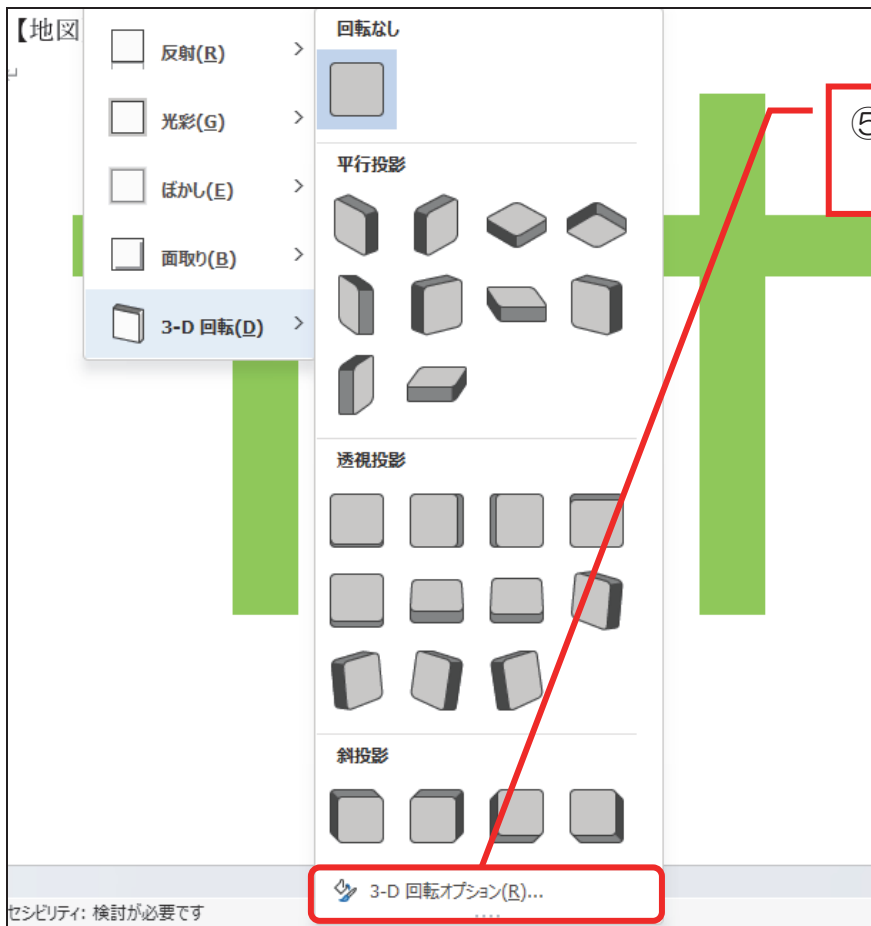 【地図
反射(R)
光彩(G)
ぼかし(E)
面取り(B)
3-D 回転(D)
回転なし
平行投影
透視投影
斜投影
3-D 回転オプション(R)...
⑤
セシビリティ: 検討が必要です